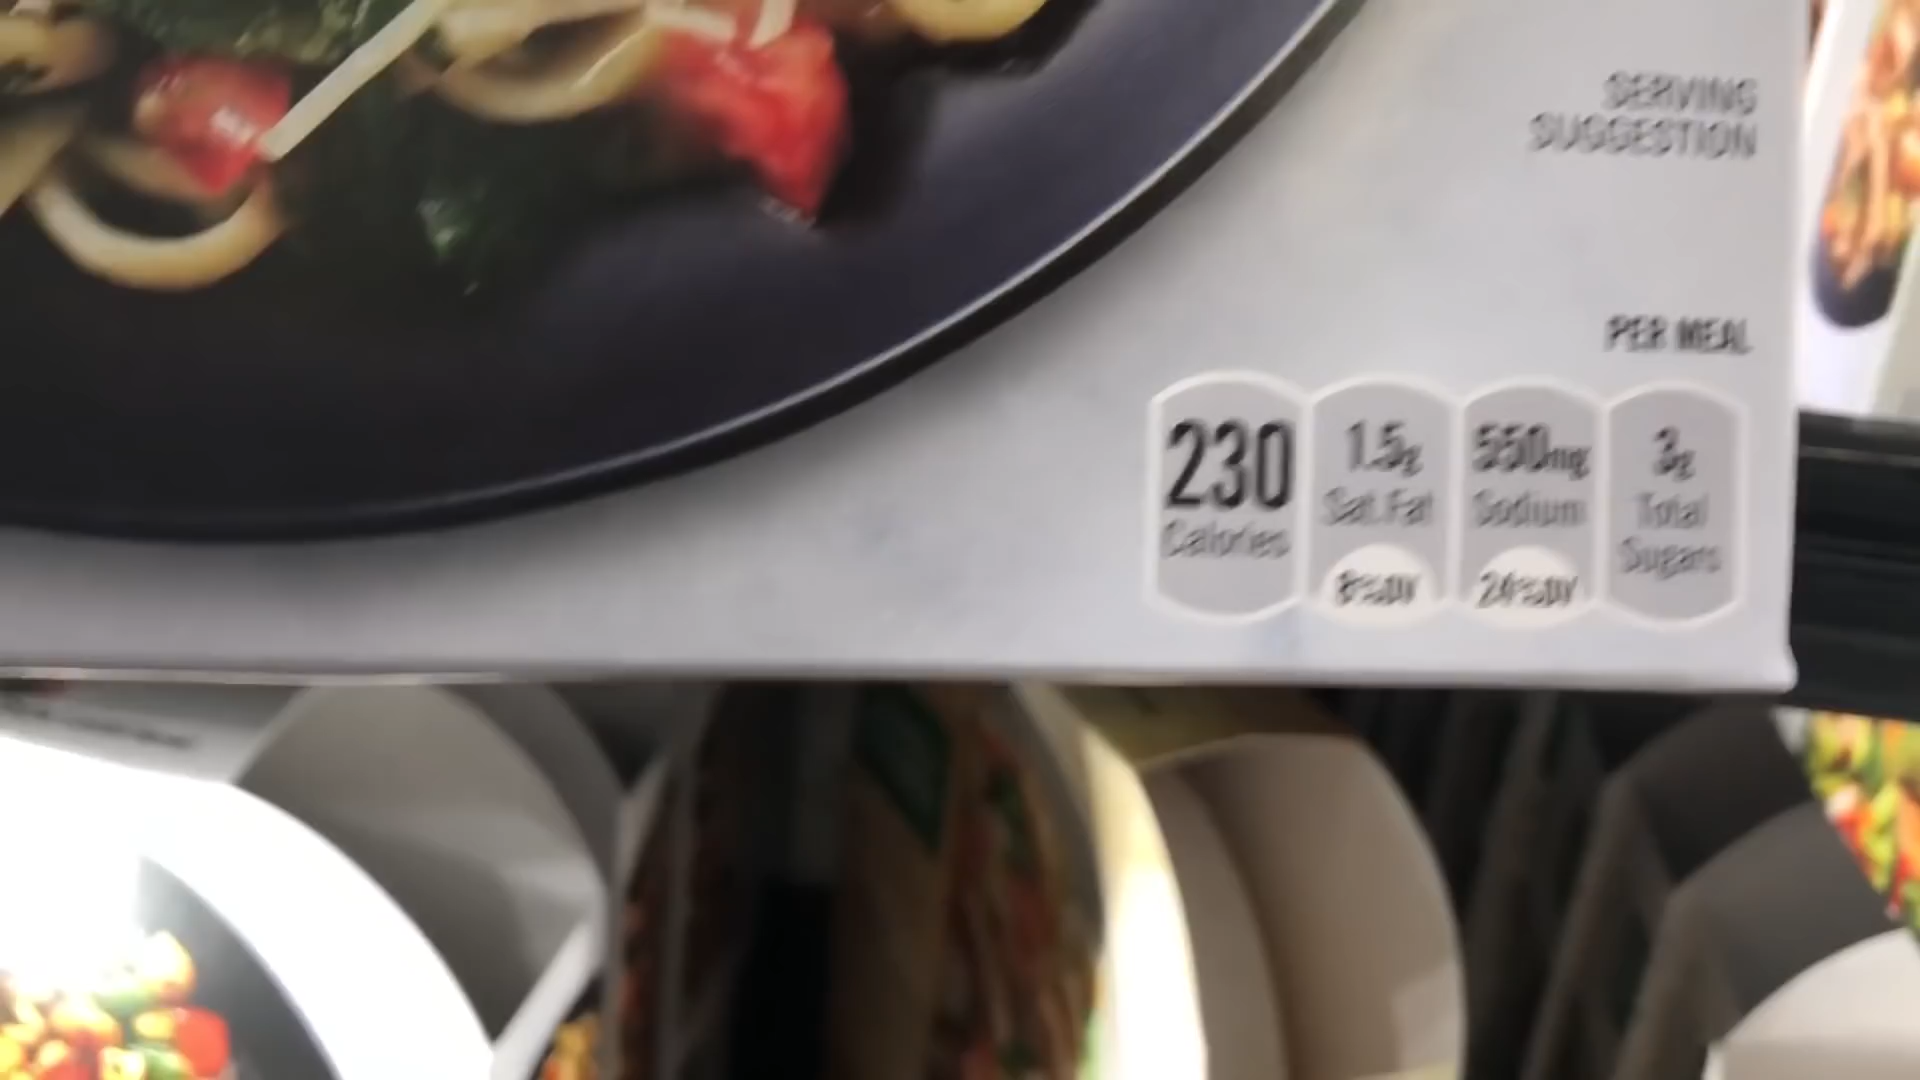 SERVING
SUGGESTION
PER MEAL
230
Calories
1.5g
Sat. Fat
8% DV
550mg
Sodium
24% DV
3g
Total
Sugars